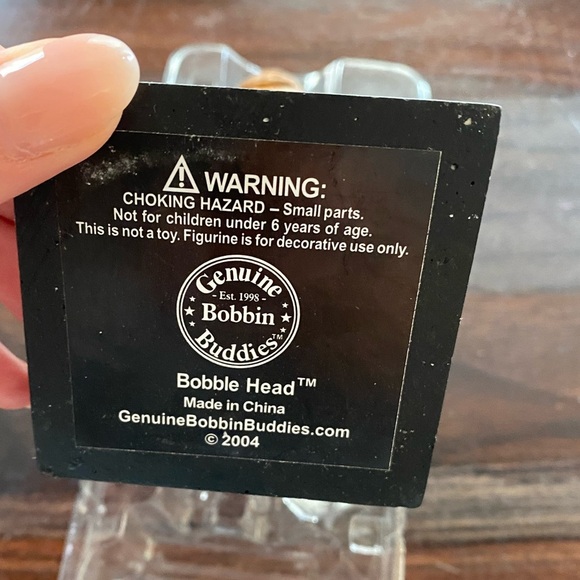 WARNING:
CHOKING HAZARD – Small parts.
Not for children under 6 years of age.
This is not a toy. Figurine is for decorative use only.
Genuine
- Est. 1998 -
Bobbin
Buddies™
Bobble Head™
Made in China
GenuineBobbinBuddies.com
© 2004